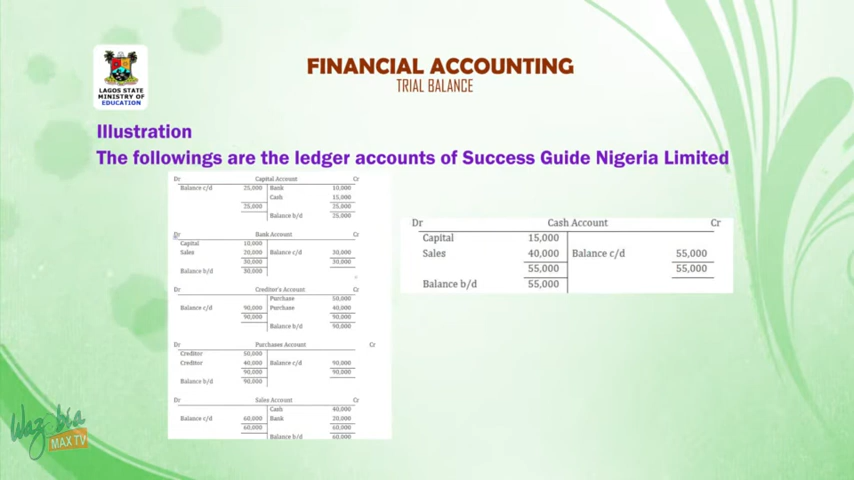 LAGOS STATE
MINISTRY OF
EDUCATION
FINANCIAL ACCOUNTING
TRIAL BALANCE
Illustration
The followings are the ledger accounts of Success Guide Nigeria Limited
Dr Capital Account Cr
Balance c/d 25,000 Bank 10,000
Cash 15,000
25,000 25,000
Balance b/d 25,000
Dr Bank Account Cr
Capital 10,000
Sales 20,000 Balance c/d 30,000
30,000 30,000
Balance b/d 30,000
Dr Creditor's Account Cr
Purchase 50,000
Balance c/d 90,000 Purchase 40,000
90,000 90,000
Balance b/d 90,000
Dr Purchases Account Cr
Creditor 50,000
Creditor 40,000 Balance c/d 90,000
90,000 90,000
Balance b/d 90,000
Dr Sales Account Cr
Cash 40,000
Balance c/d 60,000 Bank 20,000
60,000 60,000
Balance b/d 60,000
Dr Cash Account Cr
Capital 15,000
Sales 40,000 Balance c/d 55,000
55,000 55,000
Balance b/d 55,000
Wazobia
MAX TV